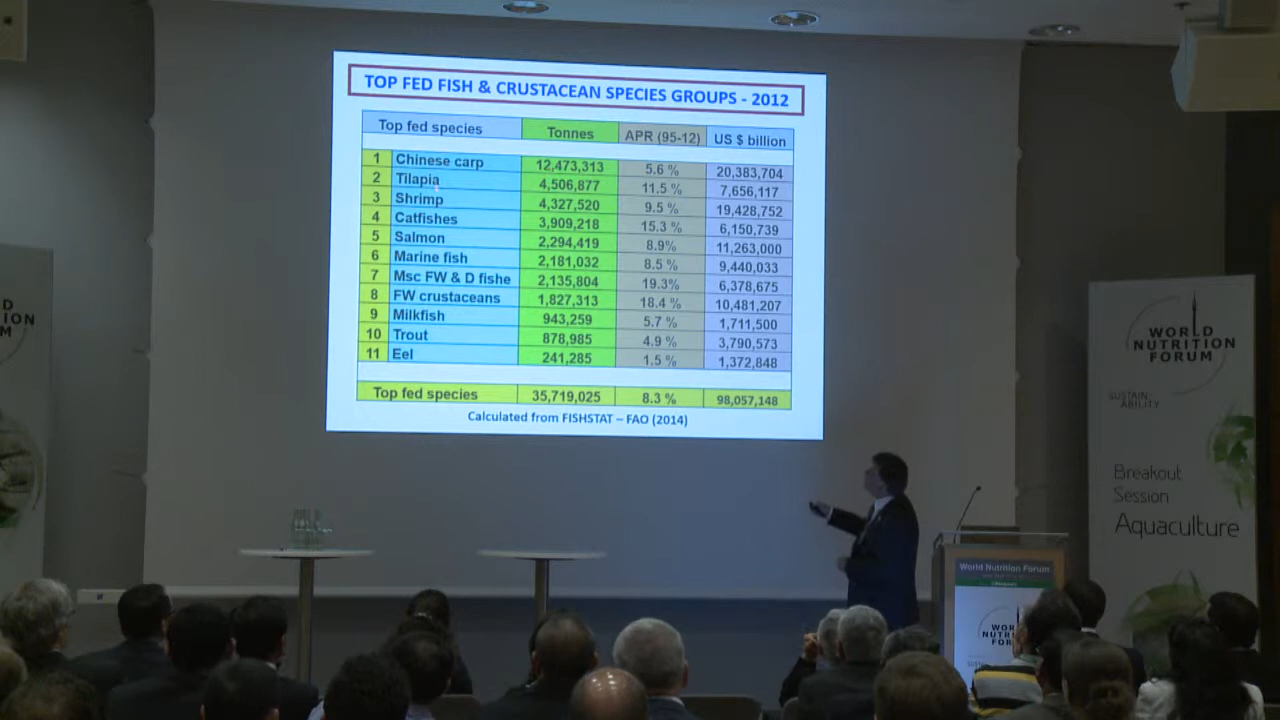 TOP FED FISH & CRUSTACEAN SPECIES GROUPS - 2012
Top fed species Tonnes APR (95-12) US $ billion
1 Chinese carp 12,473,313 5.6 % 20,383,704
2 Tilapia 4,506,877 11.5 % 7,656,117
3 Shrimp 4,327,520 9.5 % 19,428,752
4 Catfishes 3,909,218 15.3 % 6,150,739
5 Salmon 2,294,419 8.9% 11,263,000
6 Marine fish 2,181,032 8.5 % 9,440,033
7 Msc FW & D fishe 2,135,804 19.3% 6,378,675
8 FW crustaceans 1,827,313 18.4 % 10,481,207
9 Milkfish 943,259 5.7 % 1,711,500
10 Trout 878,985 4.9 % 3,790,573
11 Eel 241,285 1.5 % 1,372,848
Top fed species 35,719,025 8.3 % 98,057,148
Calculated from FISHSTAT – FAO (2014)
D
ION
M
WORLD
NUTRITION
FORUM
SUSTAIN
ABILITY
Breakout
Session
Aquaculture
World Nutrition Forum
WOR
NUTRI
FOR